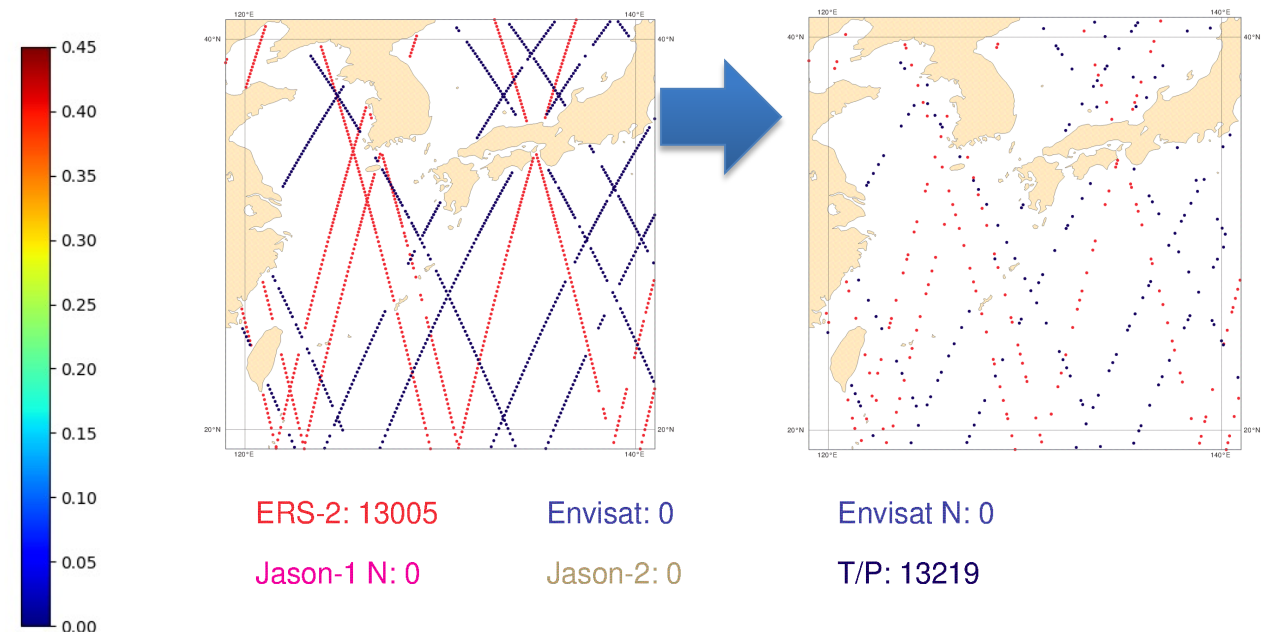 120°E 140°E 120°E 140°E
40°N 40°N 40°N 40°N
20°N 20°N 20°N 20°N
120°E 140°E 120°E 140°E
0.45
0.40
0.35
0.30
0.25
0.20
0.15
0.10
0.05
0.00
ERS-2: 13005 Envisat: 0 Envisat N: 0
Jason-1 N: 0 Jason-2: 0 T/P: 13219